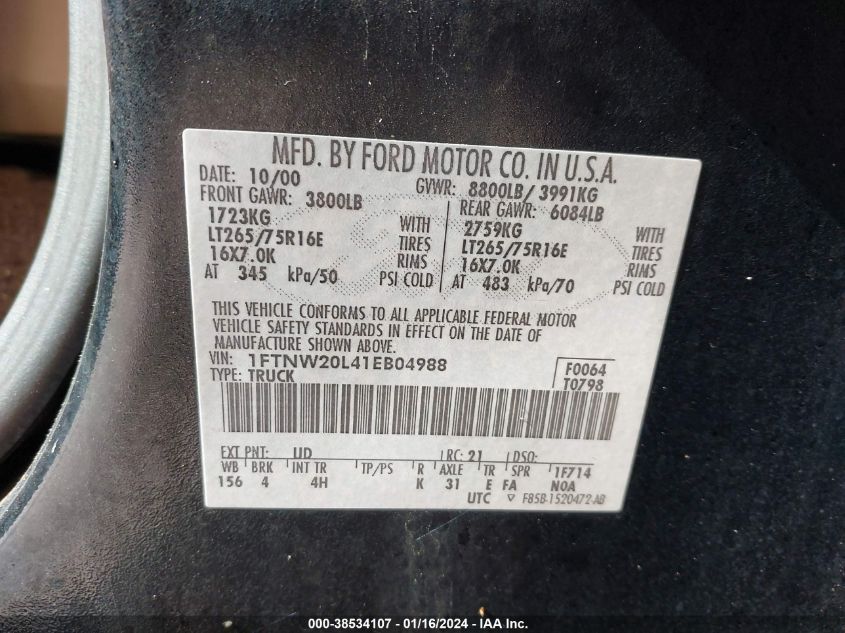 MFD. BY FORD MOTOR CO. IN U.S.A.
DATE: 10/00 GVWR: 8800LB / 3991KG
FRONT GAWR: 3800LB REAR GAWR: 6084LB
1723KG WITH 2759KG WITH
LT265/75R16E TIRES LT265/75R16E TIRES
16X7.0K RIMS 16X7.0K RIMS
AT 345 kPa/50 PSI COLD AT 483 kPa/70 PSI COLD
THIS VEHICLE CONFORMS TO ALL APPLICABLE FEDERAL MOTOR
VEHICLE SAFETY STANDARDS IN EFFECT ON THE DATE OF
MANUFACTURE SHOWN ABOVE.
VIN: 1FTNW20L41EB04988 F0064
TYPE: TRUCK T0798
EXT PNT: UD RC: 21 DSO:
WB BRK INT TR TP/PS R AXLE TR SPR 1F714
156 4 4H K 31 E FA N0A
UTC F85B-1520472-AB
000-38534107 - 01/16/2024 - IAA Inc.